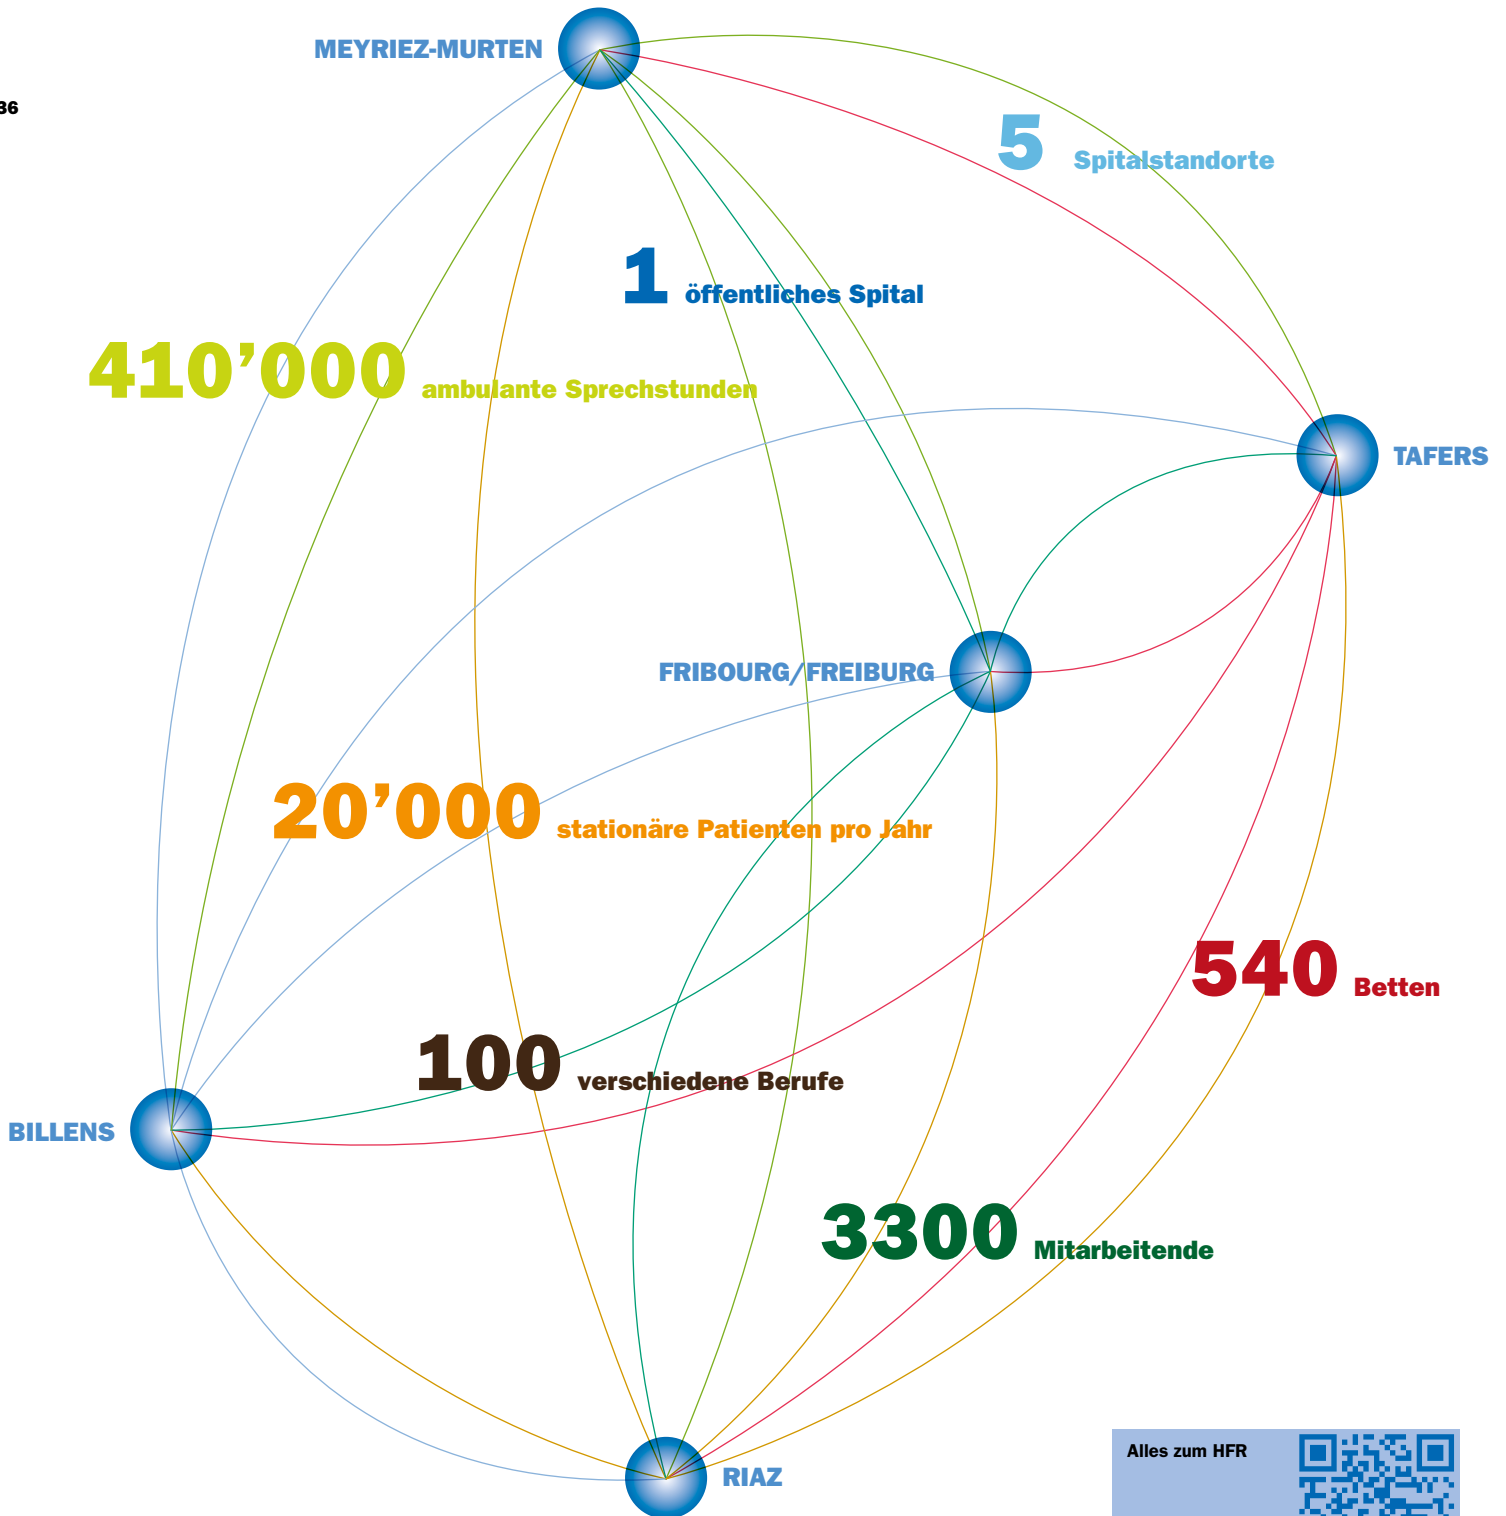 MEYRIEZ-MURTEN
36
5 Spitalstandorte
1 öffentliches Spital
410’000 ambulante Sprechstunden
TAFERS
FRIBOURG/FREIBURG
20’000 stationäre Patienten pro Jahr
540 Betten
100 verschiedene Berufe
BILLENS
3300 Mitarbeitende
Alles zum HFR
RIAZ